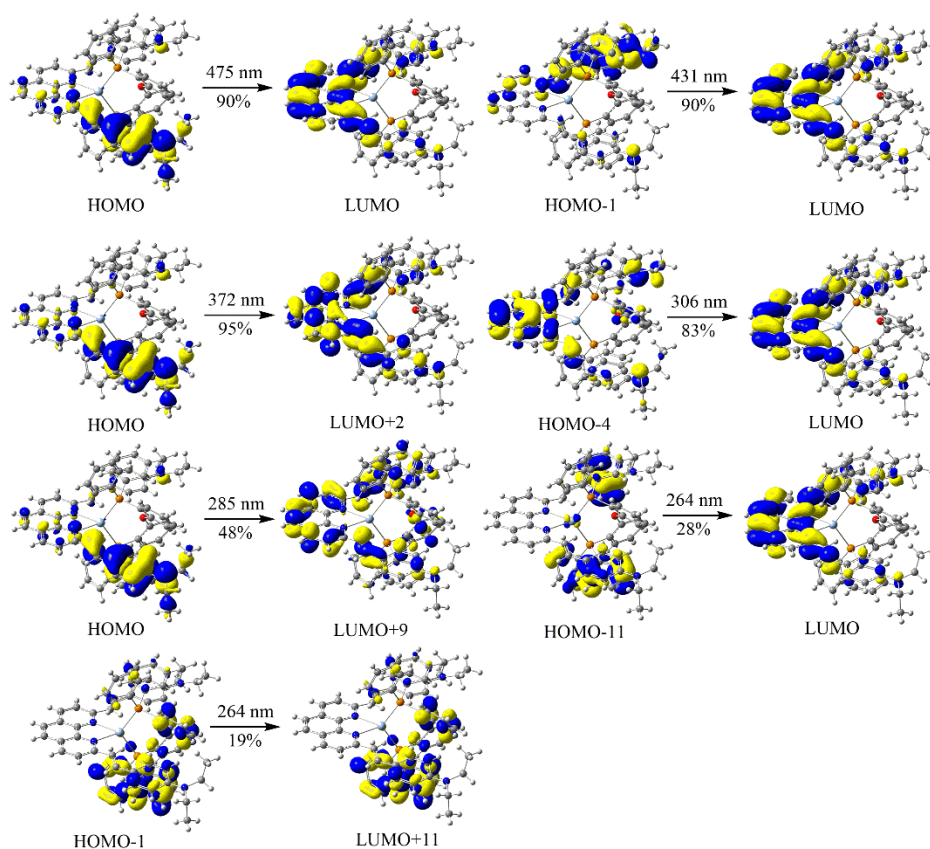 475 nm
90%
HOMO
LUMO
431 nm
90%
HOMO-1
LUMO
372 nm
95%
HOMO
LUMO+2
306 nm
83%
HOMO-4
LUMO
285 nm
48%
HOMO
LUMO+9
264 nm
28%
HOMO-11
LUMO
264 nm
19%
HOMO-1
LUMO+11